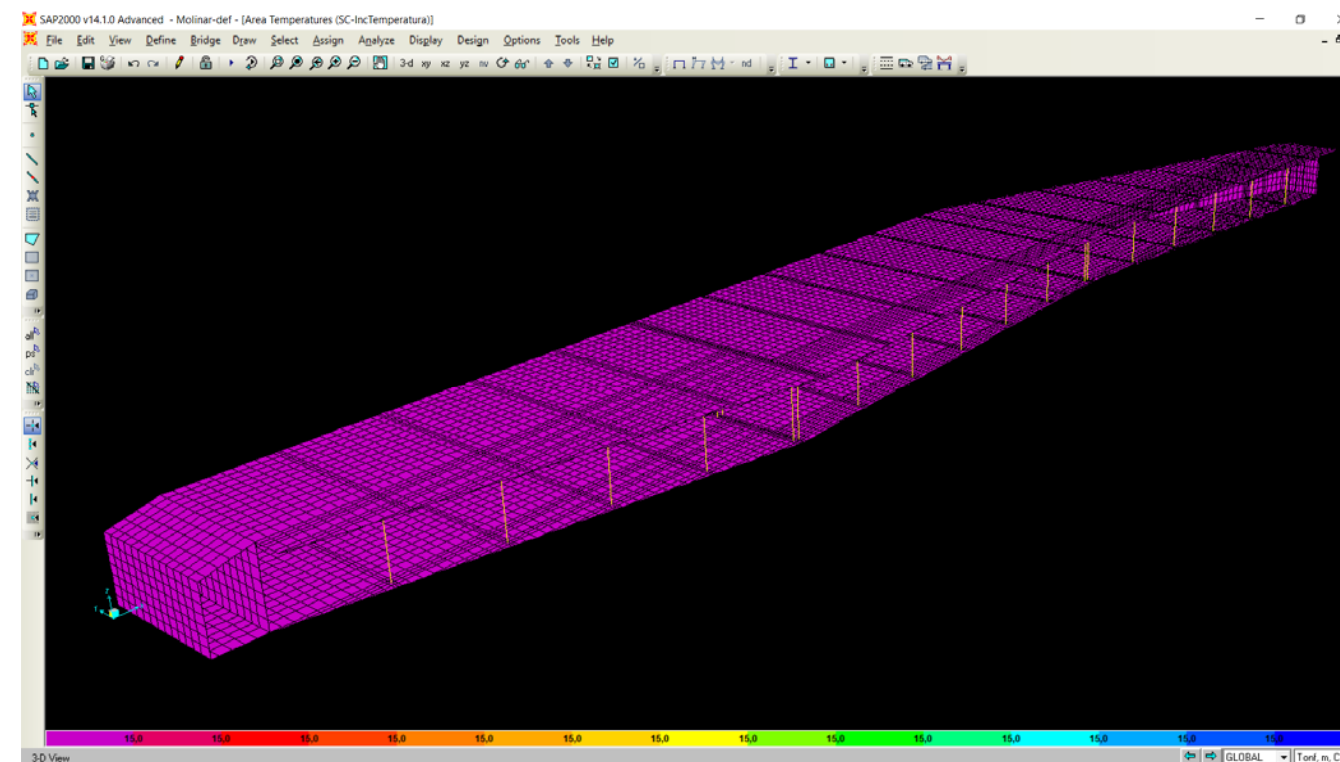 SAP2000 v14.1.0 Advanced - Molinar-def - [Area Temperatures (SC-IncTemperatura)]
File Edit View Define Bridge Draw Select Assign Analyze Display Design Options Tools Help
3-d xy xz yz nv nd
all
ps
clr
Z
Y
15,0 15,0 15,0 15,0 15,0 15,0 15,0 15,0 15,0 15,0 15,0 15,0 15,0 15,0
3-D View GLOBAL Tonf, m, C